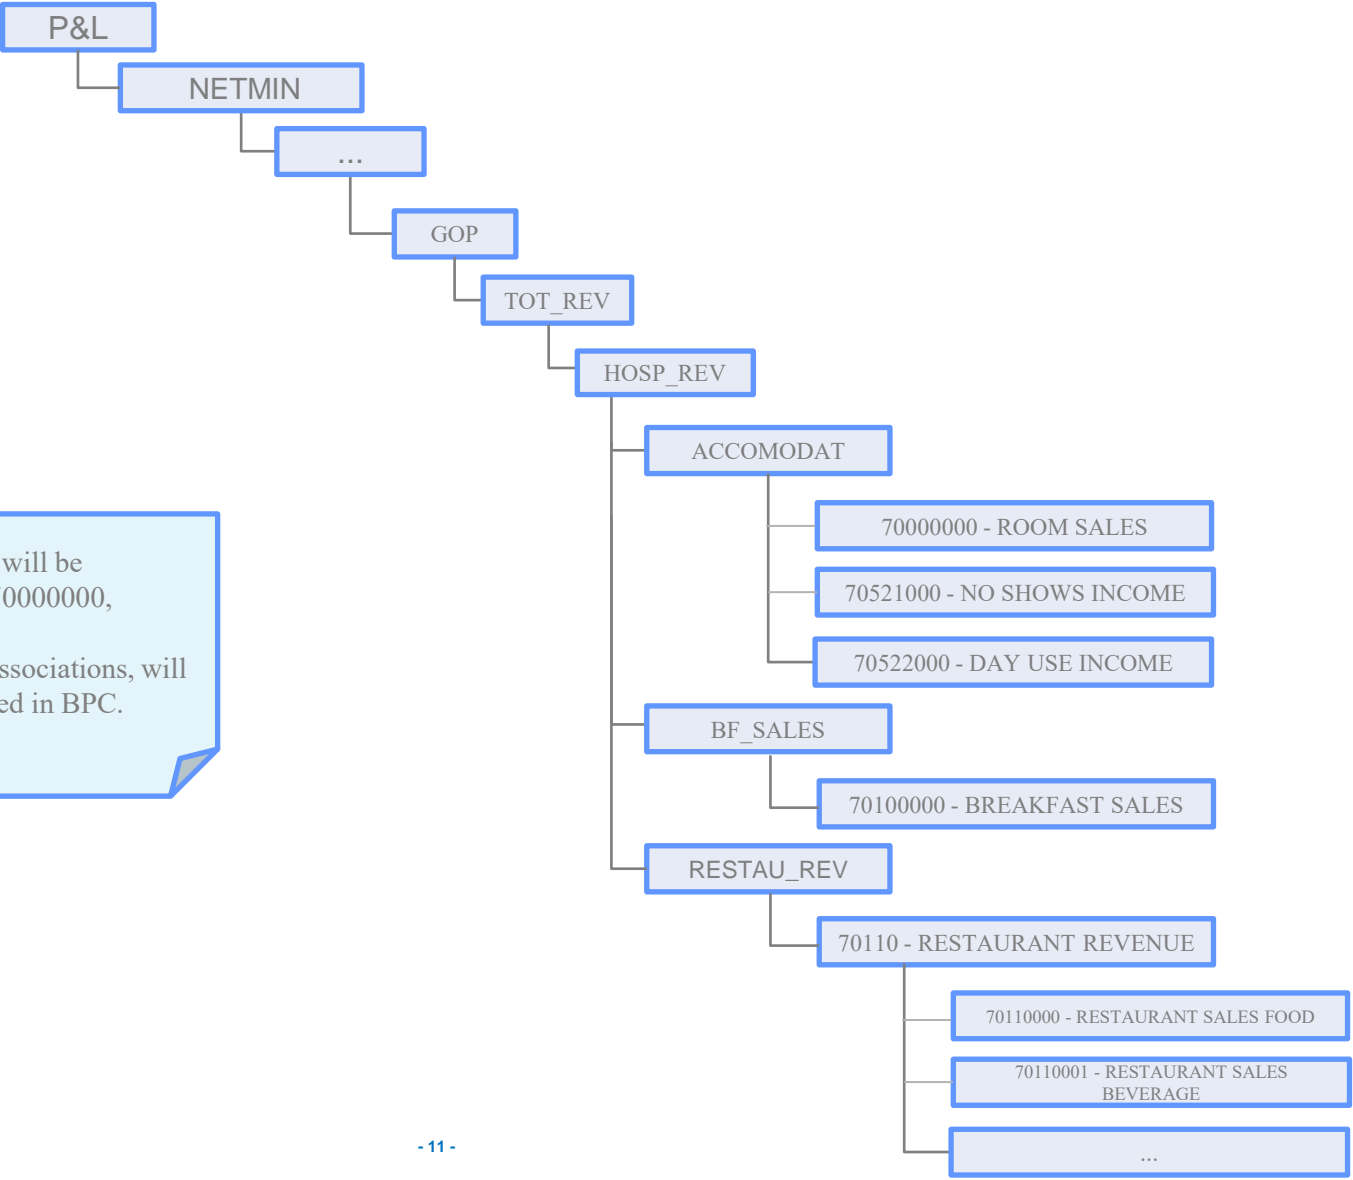 P&L
NETMIN
...
GOP
TOT_REV
HOSP_REV
ACCOMODAT
70000000 - ROOM SALES
70521000 - NO SHOWS INCOME
70522000 - DAY USE INCOME
BF_SALES
70100000 - BREAKFAST SALES
RESTAU_REV
70110 - RESTAURANT REVENUE
70110000 - RESTAURANT SALES FOOD
70110001 - RESTAURANT SALES
BEVERAGE
...
will be
0000000,
ssociations, will
ed in BPC.
- 11 -